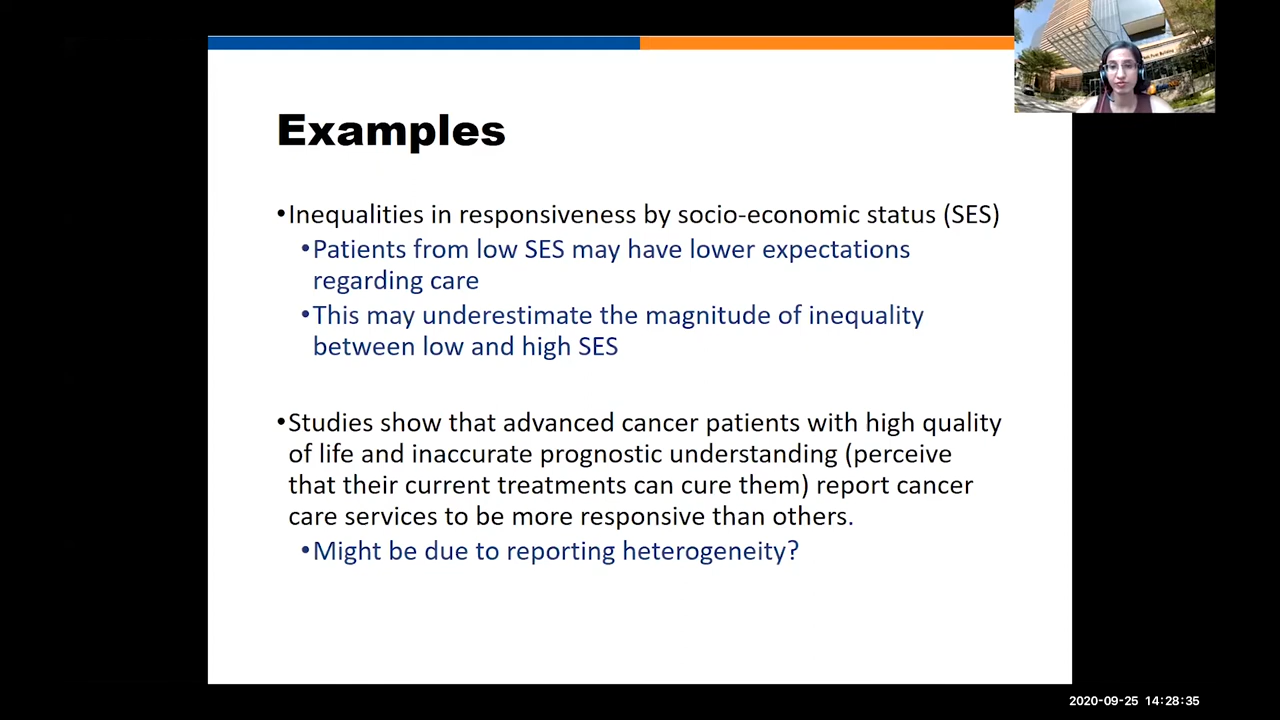 Examples
•Inequalities in responsiveness by socio-economic status (SES)
•Patients from low SES may have lower expectations
regarding care
•This may underestimate the magnitude of inequality
between low and high SES
•Studies show that advanced cancer patients with high quality
of life and inaccurate prognostic understanding (perceive
that their current treatments can cure them) report cancer
care services to be more responsive than others.
•Might be due to reporting heterogeneity?
2020-09-25 14:28:35